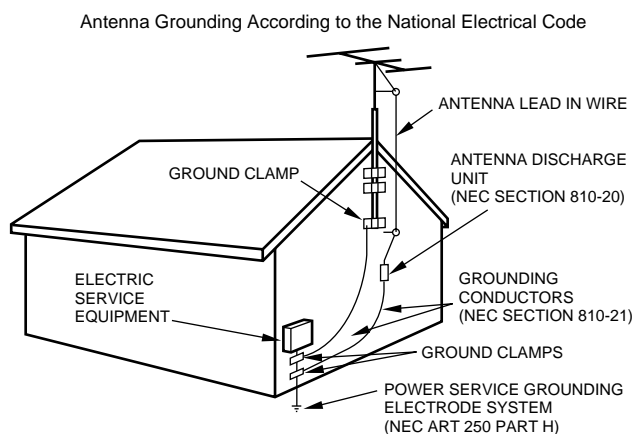 Antenna Grounding According to the National Electrical Code
ANTENNA LEAD IN WIRE
GROUND CLAMP
ANTENNA DISCHARGE
UNIT
(NEC SECTION 810-20)
ELECTRIC
SERVICE
EQUIPMENT
GROUNDING
CONDUCTORS
(NEC SECTION 810-21)
GROUND CLAMPS
POWER SERVICE GROUNDING
ELECTRODE SYSTEM
(NEC ART 250 PART H)